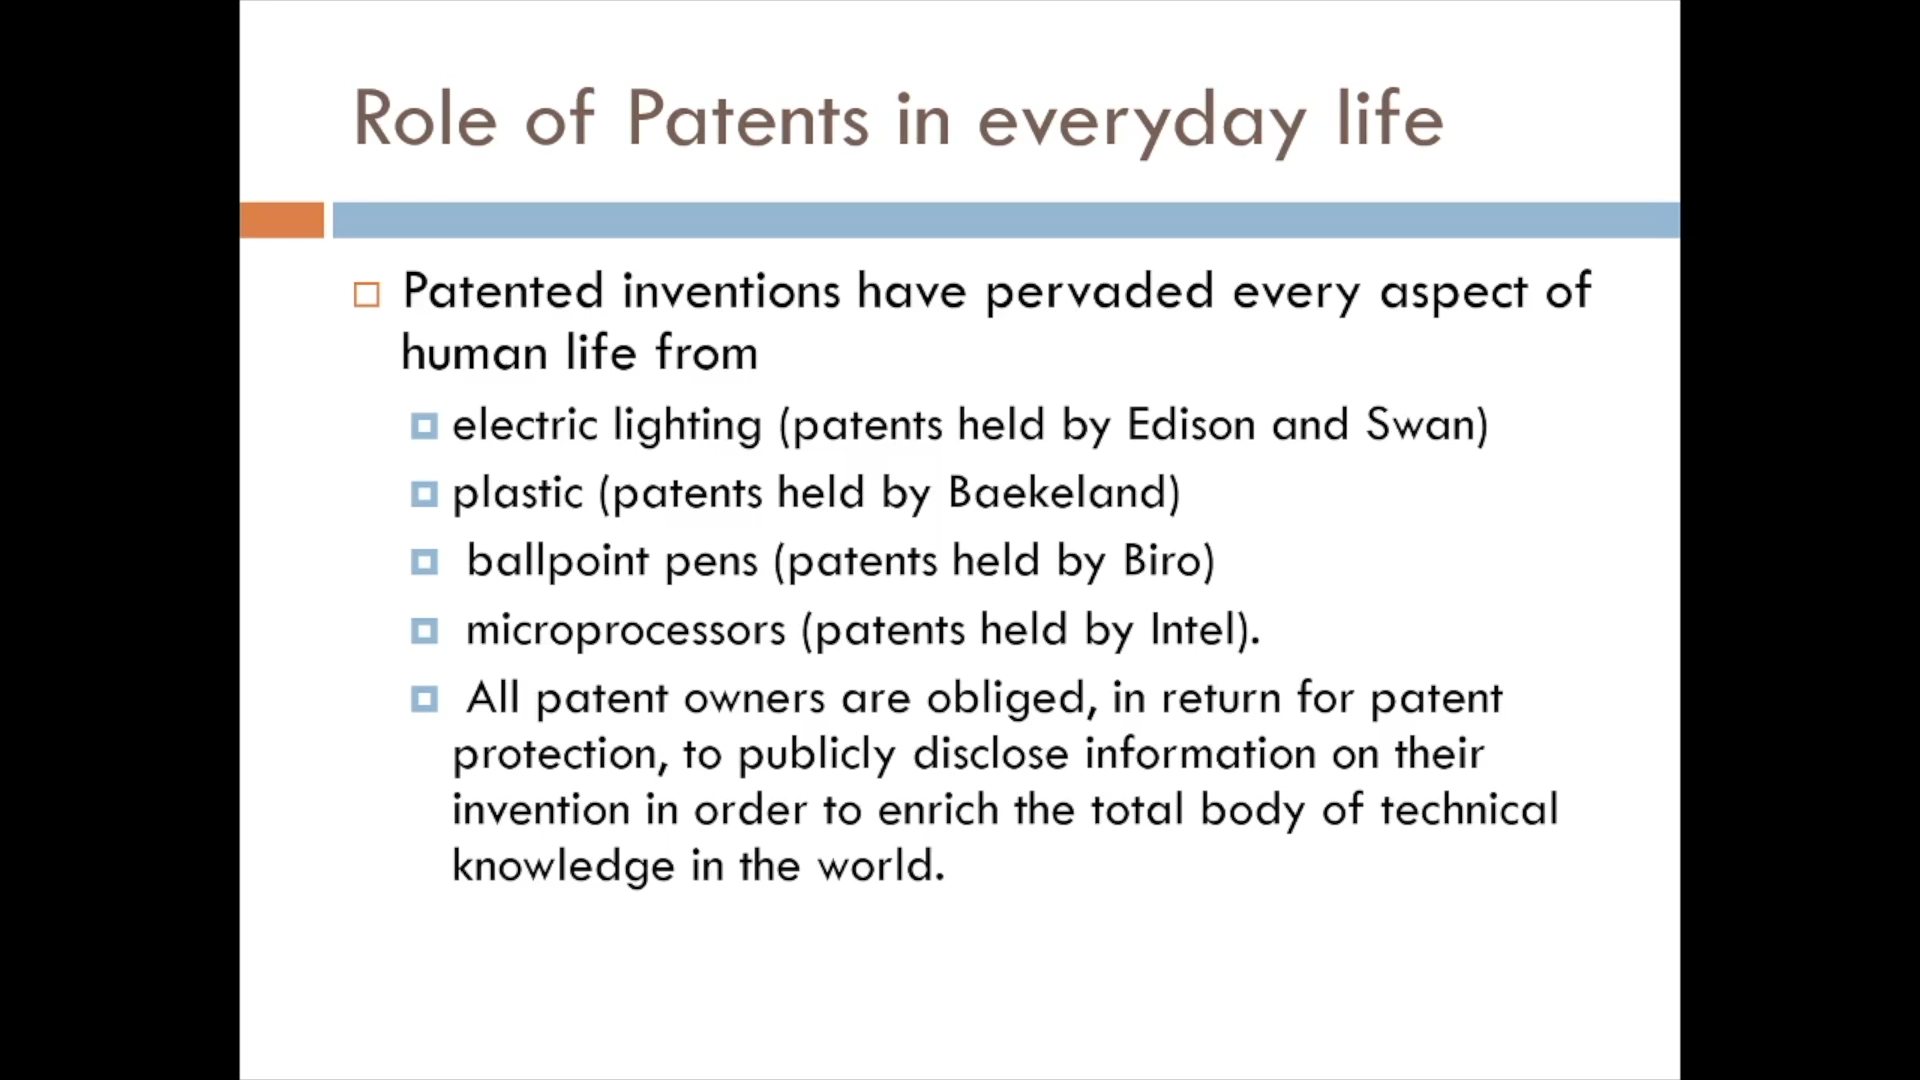 Role of Patents in everyday life
Patented inventions have pervaded every aspect of
human life from
electric lighting (patents held by Edison and Swan)
plastic (patents held by Baekeland)
ballpoint pens (patents held by Biro)
microprocessors (patents held by Intel).
All patent owners are obliged, in return for patent
protection, to publicly disclose information on their
invention in order to enrich the total body of technical
knowledge in the world.